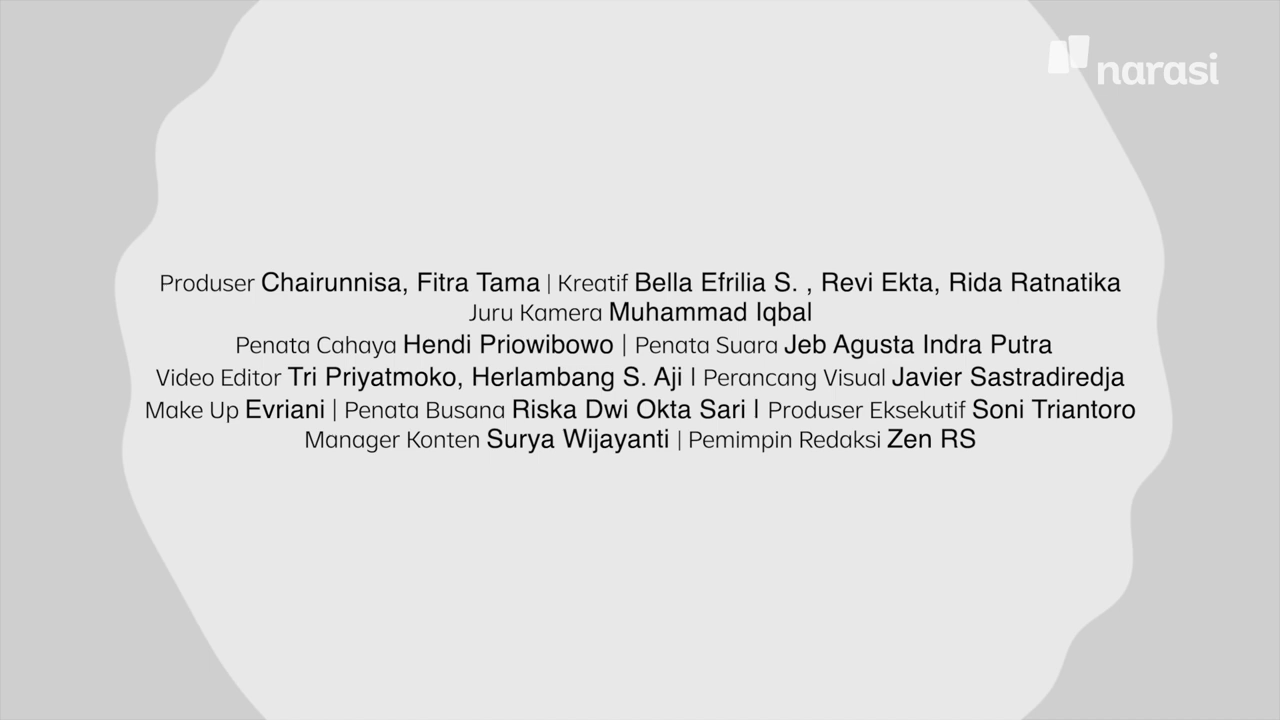 narasi
Produser Chairunnisa, Fitra Tama | Kreatif Bella Efrilia S. , Revi Ekta, Rida Ratnatika
Juru Kamera Muhammad Iqbal
Penata Cahaya Hendi Priowibowo | Penata Suara Jeb Agusta Indra Putra
Video Editor Tri Priyatmoko, Herlambang S. Aji l Perancang Visual Javier Sastradiredja
Make Up Evriani | Penata Busana Riska Dwi Okta Sari l Produser Eksekutif Soni Triantoro
Manager Konten Surya Wijayanti | Pemimpin Redaksi Zen RS